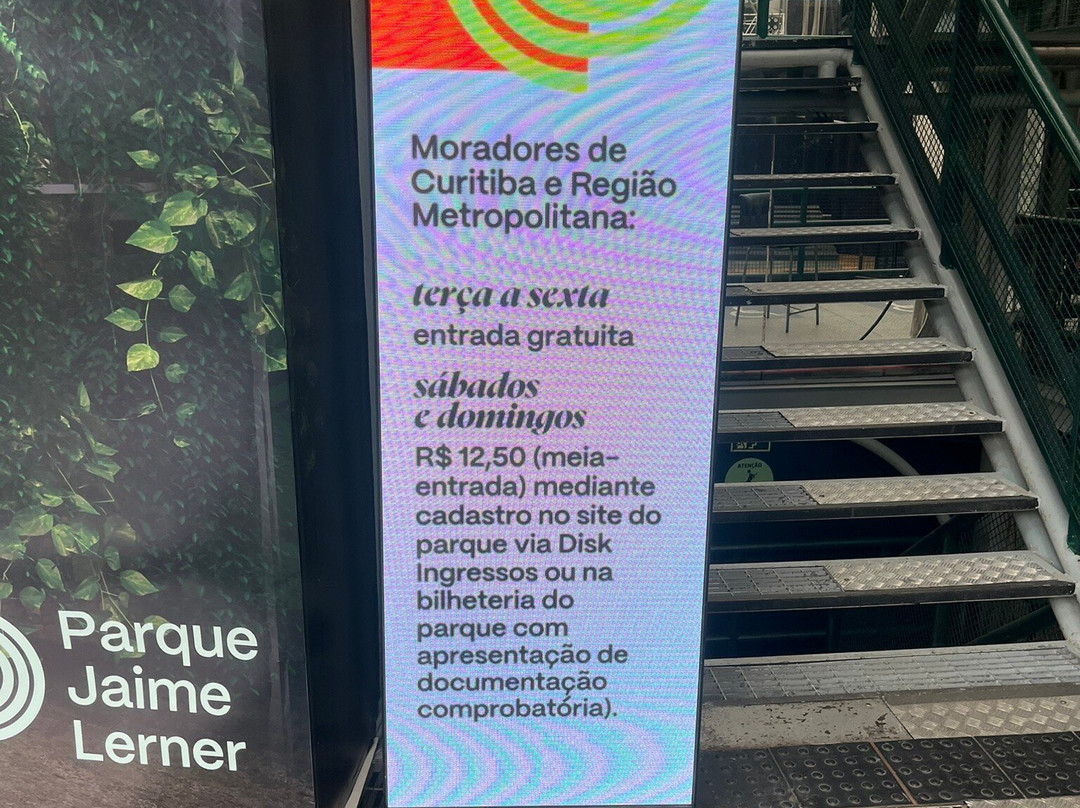 Moradores de
Curitiba e Região
Metropolitana:
terça a sexta
entrada gratuita
sábados
e domingos
R$ 12,50 (meia-
entrada) mediante
cadastro no site do
parque via Disk
Ingressos ou na
bilheteria do
parque com
apresentação de
documentação
comprobatória).
Parque
Jaime
Lerner
ATENÇÃO